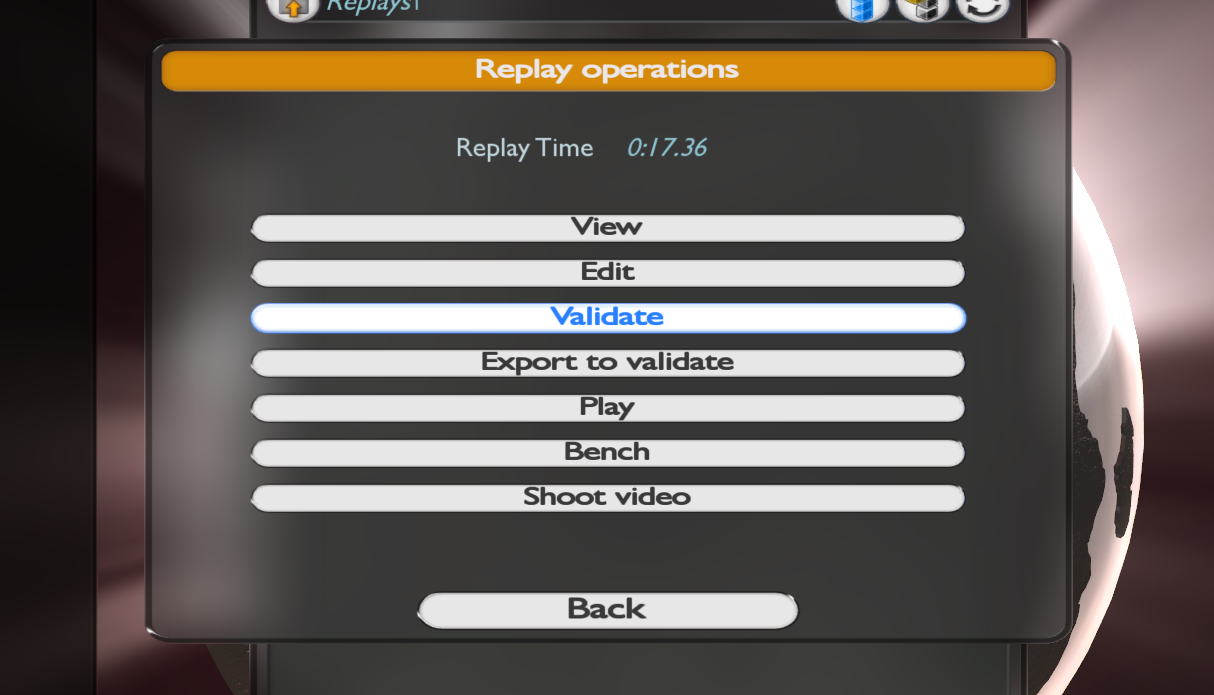 Replays\
Replay operations
Replay Time 0:17.36
View
Edit
Validate
Export to validate
Play
Bench
Shoot video
Back